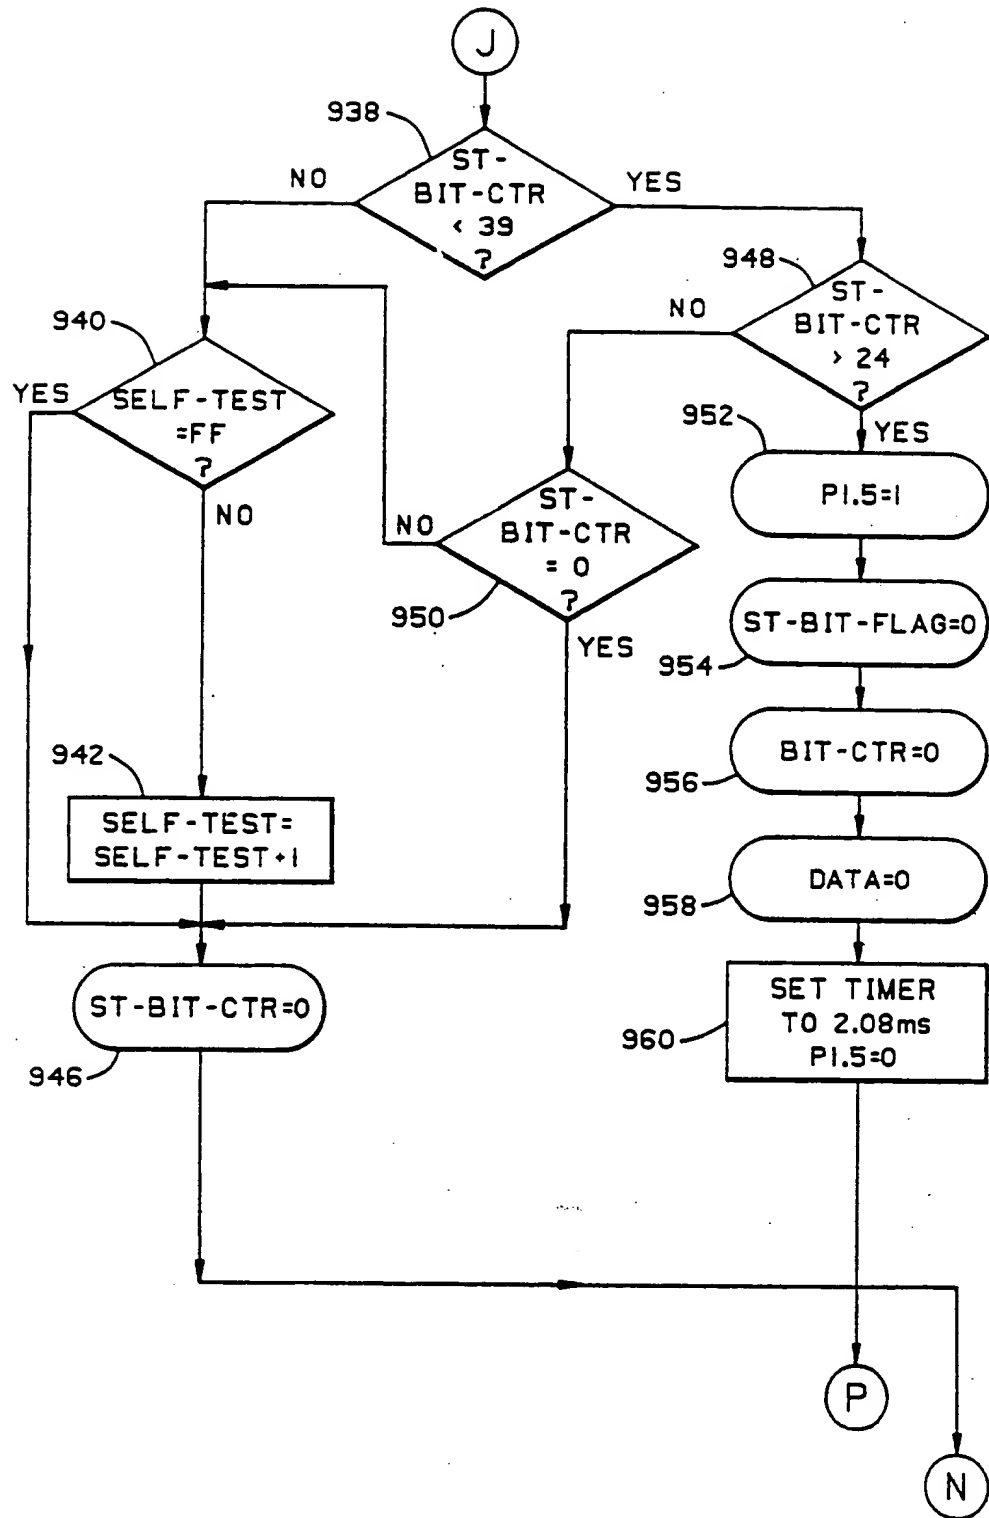 J
938
ST-
BIT-CTR
< 39
?
NO
YES
948
ST-
BIT-CTR
> 24
?
NO
YES
940
SELF-TEST
=FF
?
YES
NO
952
P1.5=1
ST-
BIT-CTR
= 0
?
NO
950
YES
ST-BIT-FLAG=0
954
942
SELF-TEST=
SELF-TEST+1
BIT-CTR=0
956
DATA=0
958
ST-BIT-CTR=0
946
SET TIMER
TO 2.08ms
P1.5=0
960
P
N